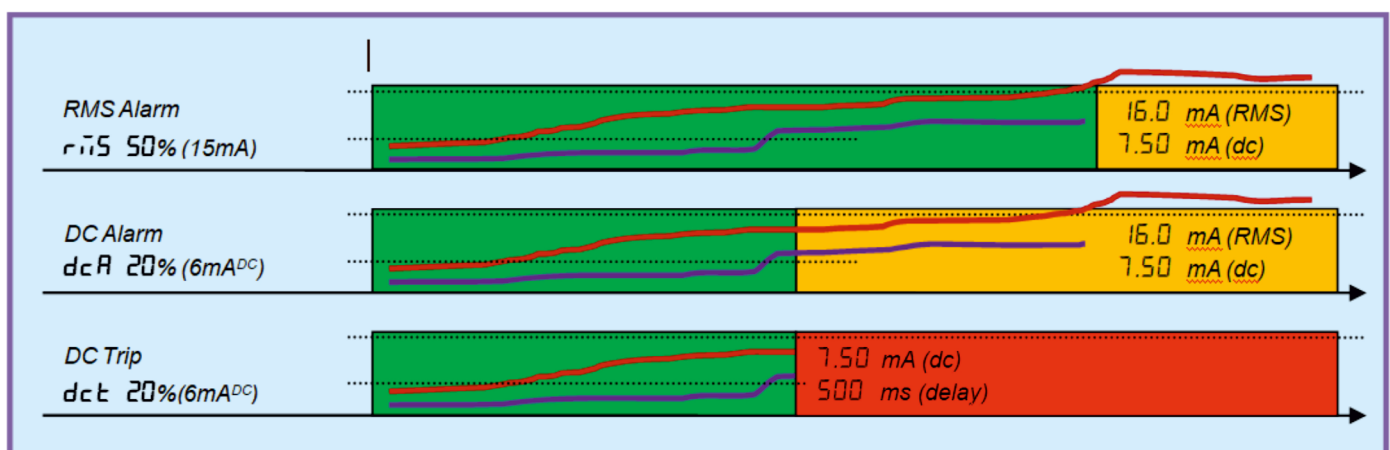 RMS Alarm
rms 50% (15mA)
16.0 mA (RMS)
7.50 mA (dc)
DC Alarm
dcA 20% (6mADC)
16.0 mA (RMS)
7.50 mA (dc)
DC Trip
dct 20%(6mADC)
7.50 mA (dc)
500 ms (delay)